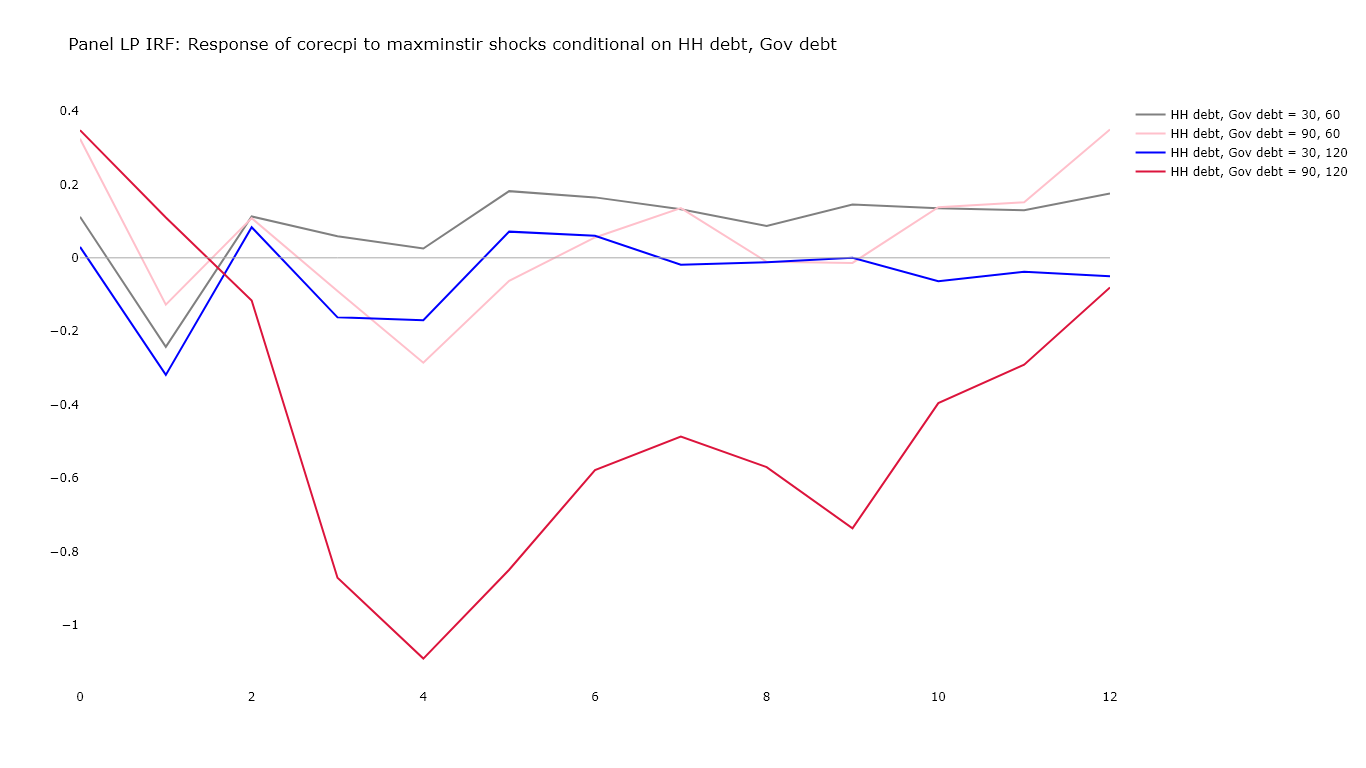 Panel LP IRF: Response of corecpi to maxminstir shocks conditional on HH debt, Gov debt
0.4
0.2
0
−0.2
−0.4
−0.6
−0.8
−1
0 2 4 6 8 10 12
HH debt, Gov debt = 30, 60
HH debt, Gov debt = 90, 60
HH debt, Gov debt = 30, 120
HH debt, Gov debt = 90, 120